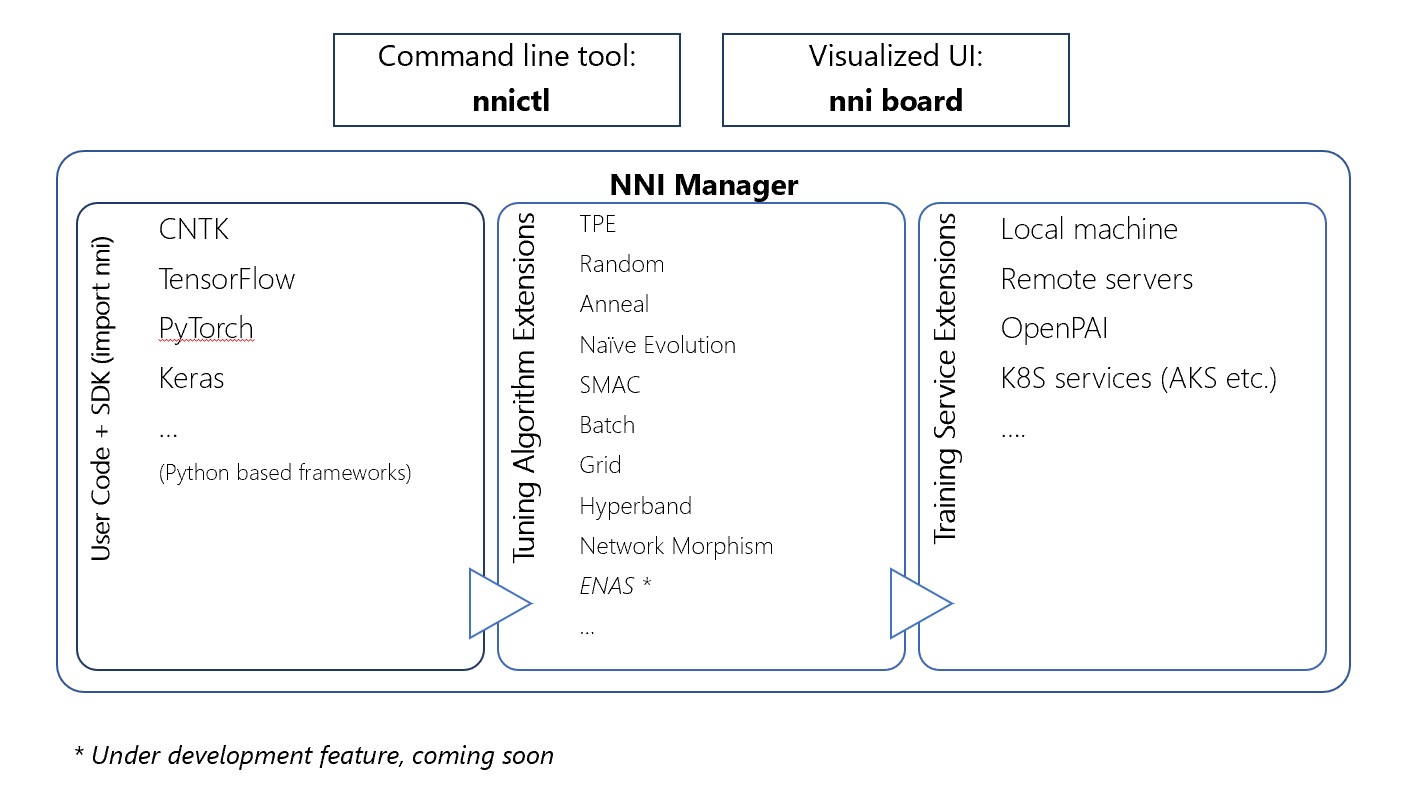 Command line tool:
nnictl
Visualized UI:
nni board
NNI Manager
User Code + SDK (import nni)
CNTK
TensorFlow
PyTorch
Keras
...
(Python based frameworks)
Tuning Algorithm Extensions
TPE
Random
Anneal
Naïve Evolution
SMAC
Batch
Grid
Hyperband
Network Morphism
ENAS *
...
Training Service Extensions
Local machine
Remote servers
OpenPAI
K8S services (AKS etc.)
....
* Under development feature, coming soon